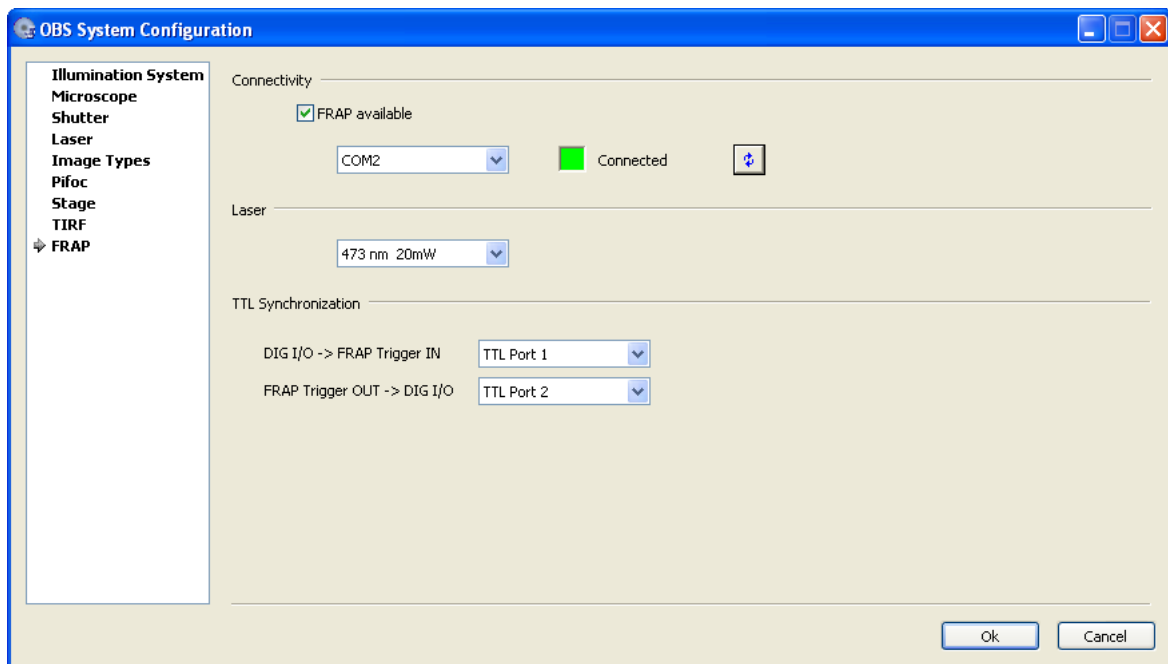 OBS System Configuration
Illumination System
Microscope
Shutter
Laser
Image Types
Pifoc
Stage
TIRF
FRAP
Connectivity
FRAP available
COM2
Connected
Laser
473 nm 20mW
TTL Synchronization
DIG I/O -> FRAP Trigger IN
TTL Port 1
FRAP Trigger OUT -> DIG I/O
TTL Port 2
Ok
Cancel